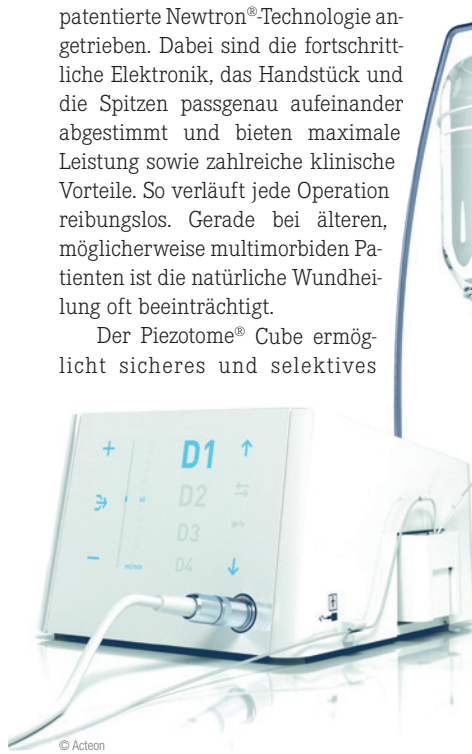 patentierte Newtron®-Technologie an-
getrieben. Dabei sind die fortschritt-
liche Elektronik, das Handstück und
die Spitzen passgenau aufeinander
abgestimmt und bieten maximale
Leistung sowie zahlreiche klinische
Vorteile. So verläuft jede Operation
reibungslos. Gerade bei älteren,
möglicherweise multimorbiden Pa-
tienten ist die natürliche Wundhei-
lung oft beeinträchtigt.
Der Piezotome® Cube ermög-
licht sicheres und selektives
+
D1
D2
D3
−
ml/min
D4
© Acteon